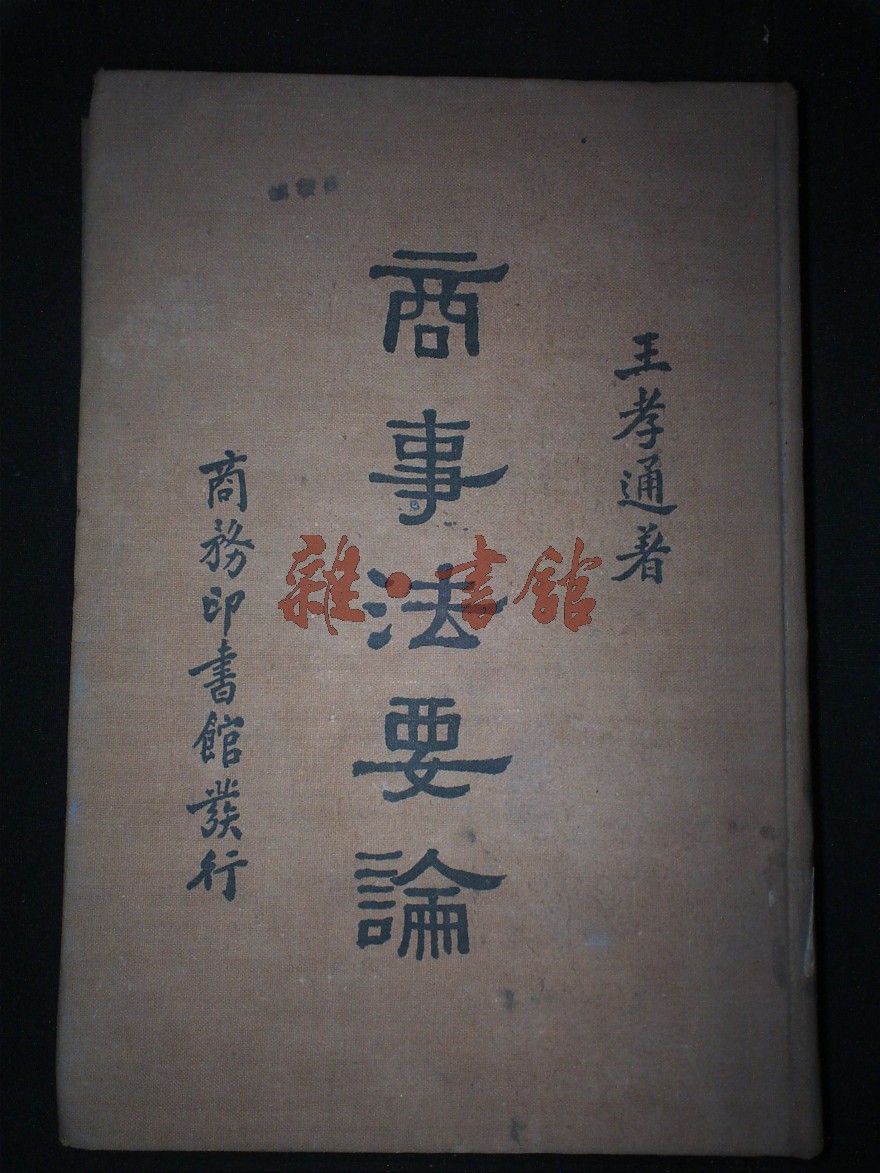 王孝通著
商事法要論
商務印書館發行
雜·書館